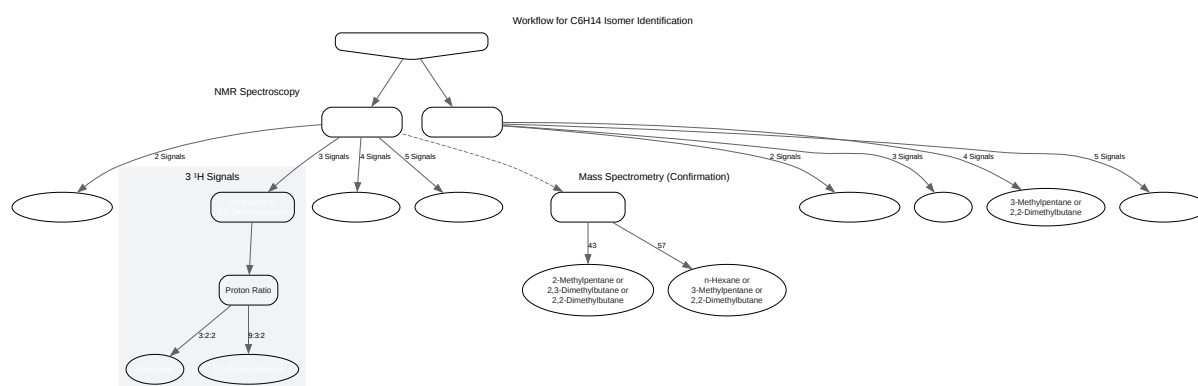 Workflow for C6H14 Isomer Identification
NMR Spectroscopy
2 Signals
3 Signals
4 Signals
5 Signals
2 Signals
3 Signals
4 Signals
5 Signals
3 ¹H Signals
Mass Spectrometry (Confirmation)
3-Methylpentane or
2,2-Dimethylbutane
43
57
Proton Ratio
2-Methylpentane or
2,3-Dimethylbutane or
2,2-Dimethylbutane
n-Hexane or
3-Methylpentane or
2,2-Dimethylbutane
3:2:2
9:3:2